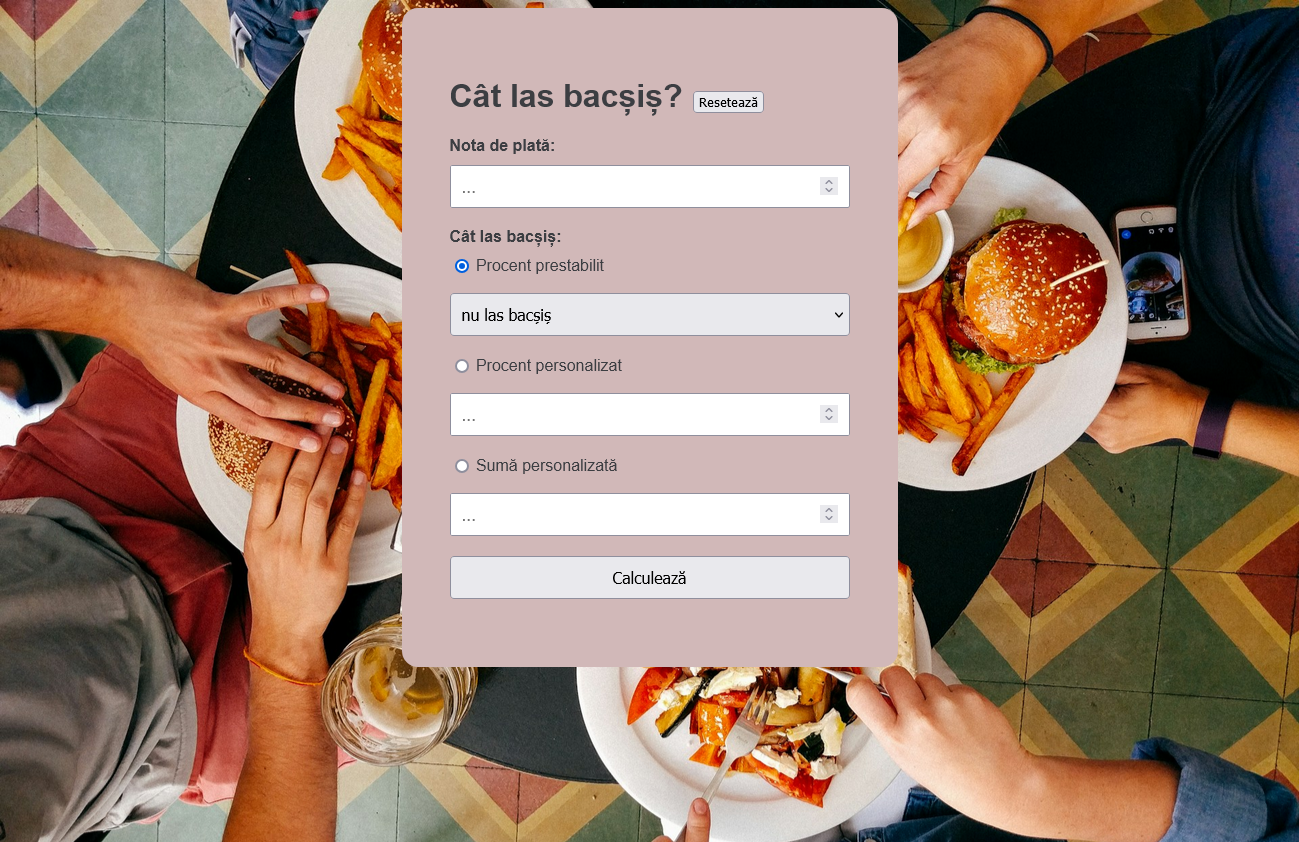 Cât las bacșiș? Resetează
Nota de plată:
...
Cât las bacșiș:
Procent prestabilit
nu las bacșiș
Procent personalizat
...
Sumă personalizată
...
Calculează